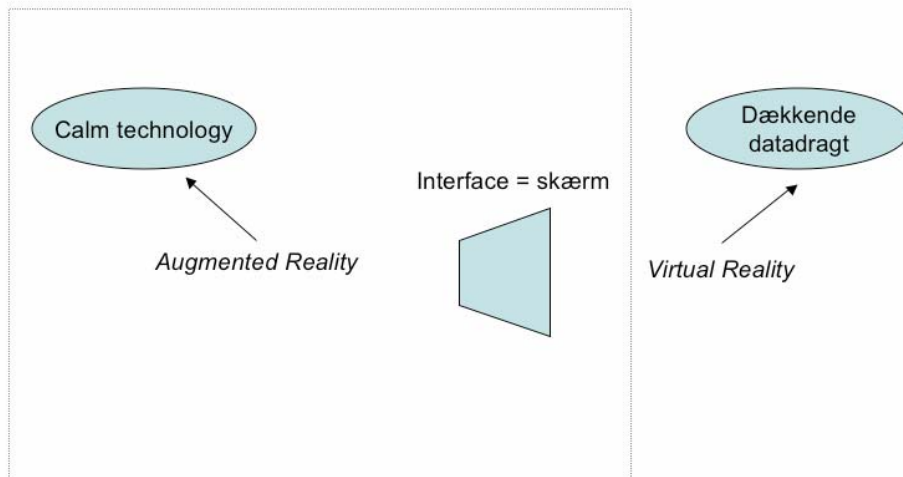 Calm technology
Dækkende
datadragt
Interface = skærm
Augmented Reality
Virtual Reality